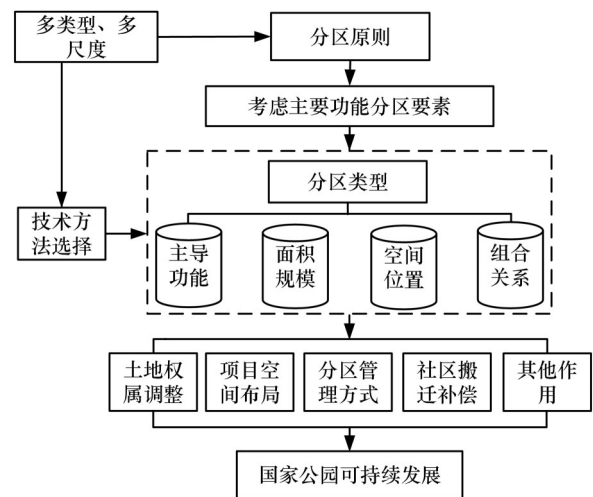 多类型、多
尺度
分区原则
考虑主要功能分区要素
分区类型
技术方
法选择
主导
功能
面积
规模
空间
位置
组合
关系
土地权
属调整
项目空
间布局
分区管
理方式
社区搬
迁补偿
其他作
用
国家公园可持续发展